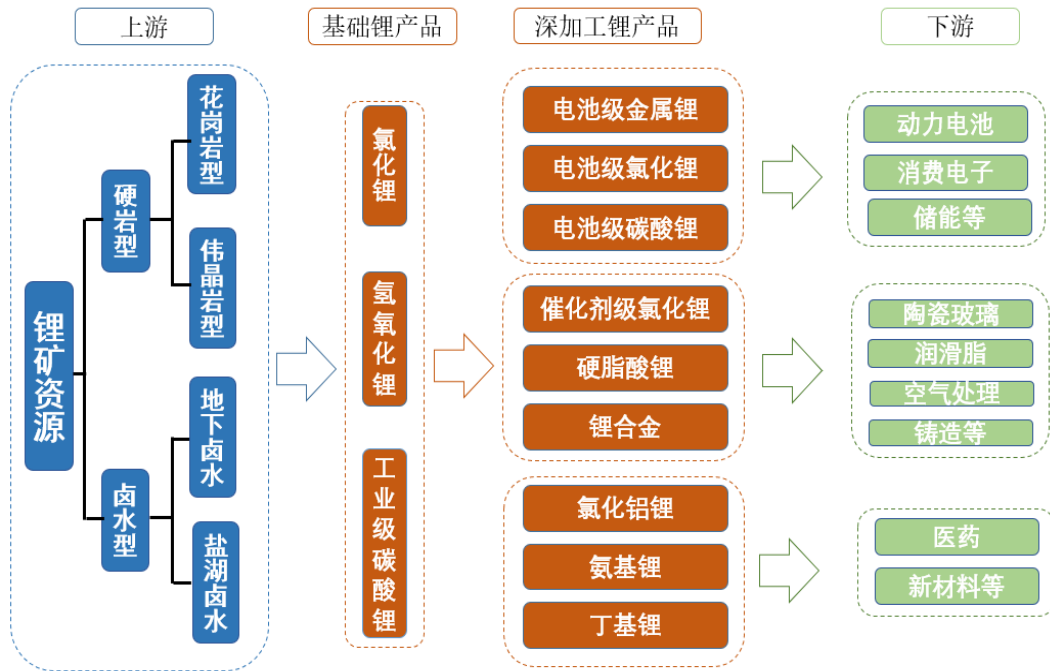 上游
基础锂产品
深加工锂产品
下游
锂矿资源
硬岩型
花岗岩型
伟晶岩型
卤水型
地下卤水
盐湖卤水
氯化锂
氢氧化锂
工业级碳酸锂
电池级金属锂
电池级氯化锂
电池级碳酸锂
催化剂级氯化锂
硬脂酸锂
锂合金
氯化铝锂
氨基锂
丁基锂
动力电池
消费电子
储能等
陶瓷玻璃
润滑脂
空气处理
铸造等
医药
新材料等